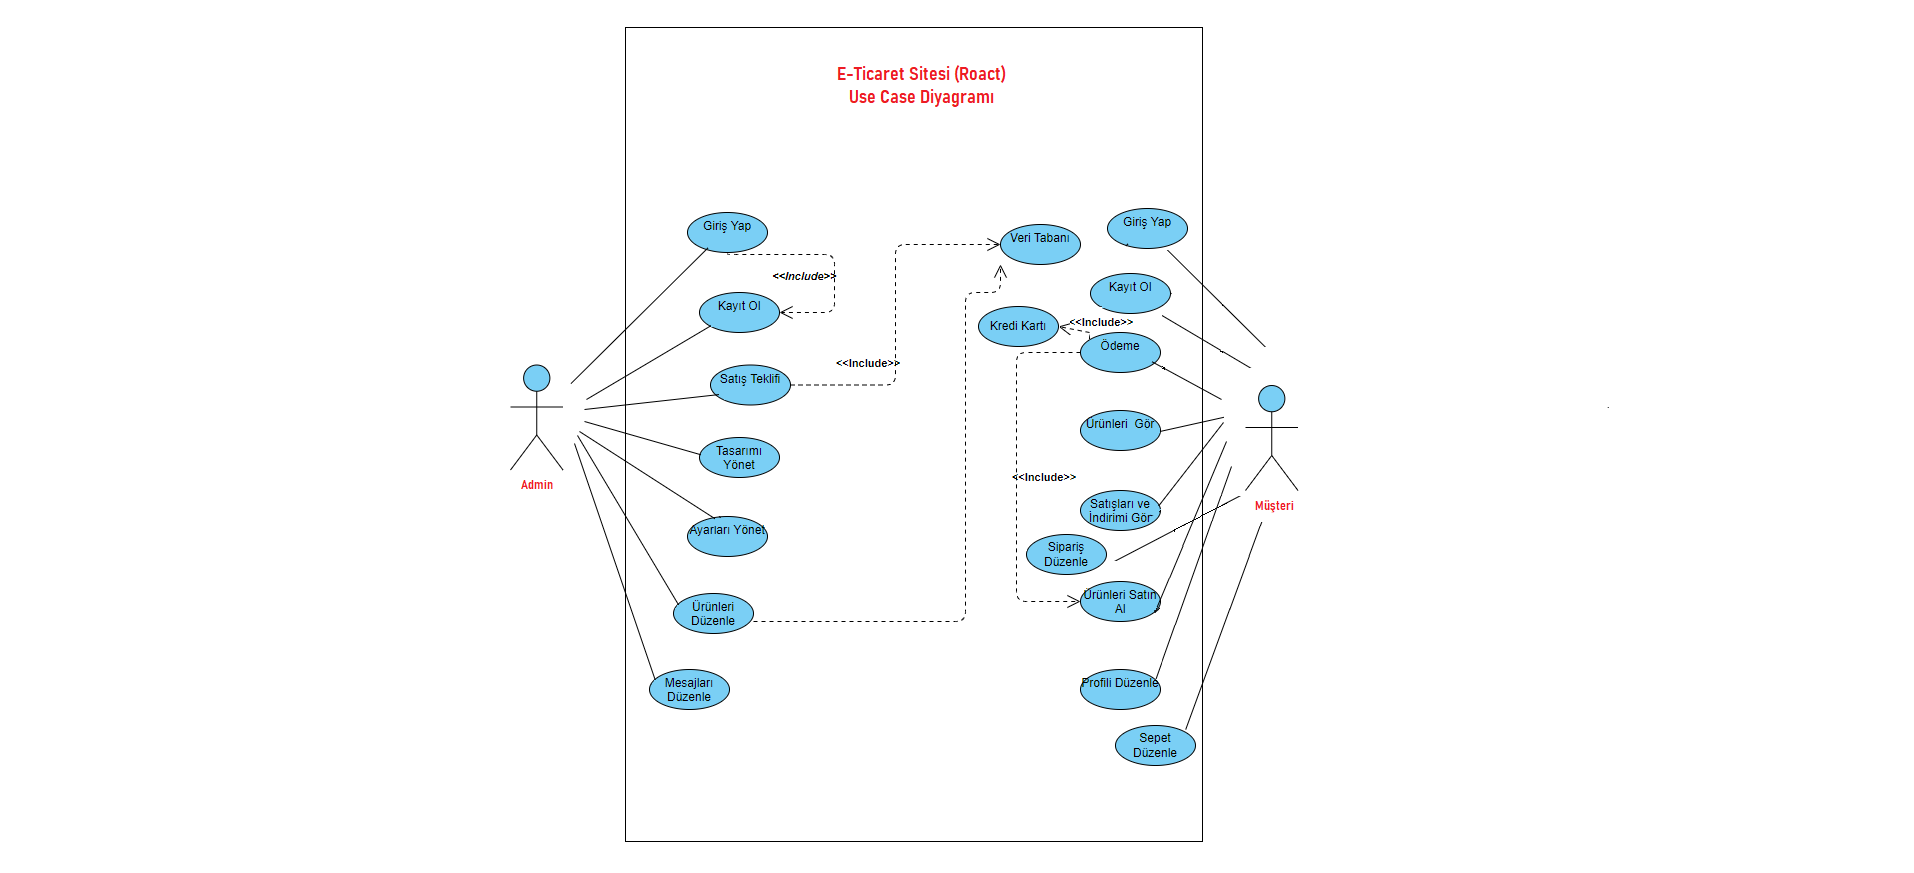 E-Ticaret Sitesi (Roact)
Use Case Diyagramı
Giriş Yap
<<Include>>
Kayıt Ol
<<Include>>
Satış Teklifi
Tasarımı
Yönet
Ayarları Yönet
Ürünleri
Düzenle
Mesajları
Düzenle
Admin
Veri Tabanı
Giriş Yap
Kayıt Ol
Kredi Kartı
<<Include>>
Ödeme
Ürünleri  Gör
<<Include>>
Satışları ve
İndirimi Gör
Sipariş
Düzenle
Ürünleri Satın
Al
Profili Düzenle
Sepet
Düzenle
Müşteri